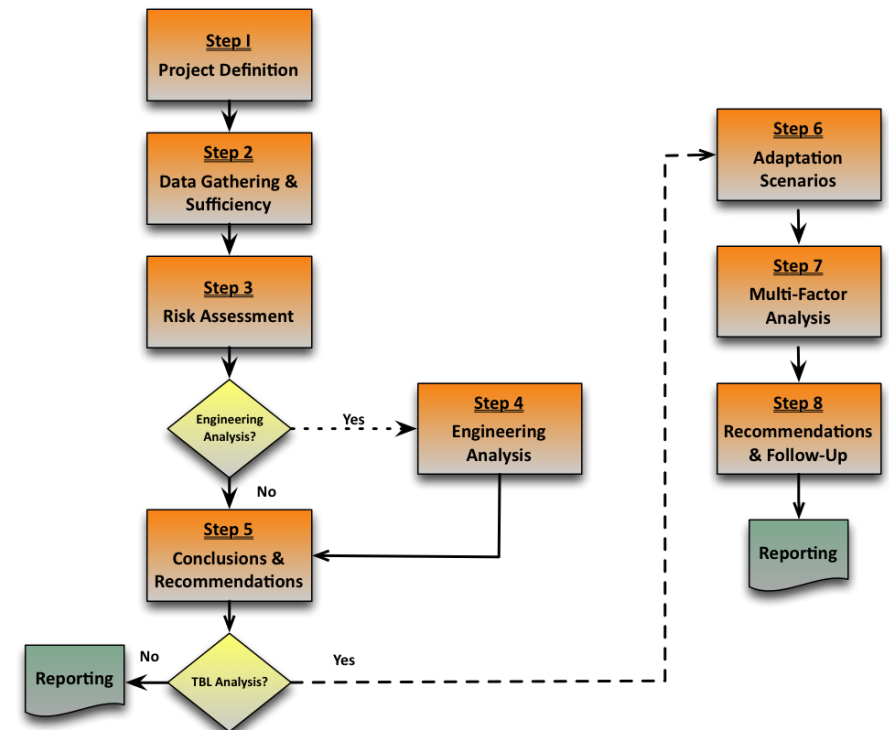 Step I
Project Definition
Step 2
Data Gathering &
Sufficiency
Step 3
Risk Assessment
Engineering
Analysis?
Yes
No
Step 4
Engineering
Analysis
Step 5
Conclusions &
Recommendations
TBL Analysis?
No
Reporting
Yes
Step 6
Adaptation
Scenarios
Step 7
Multi-Factor
Analysis
Step 8
Recommendations
& Follow-Up
Reporting